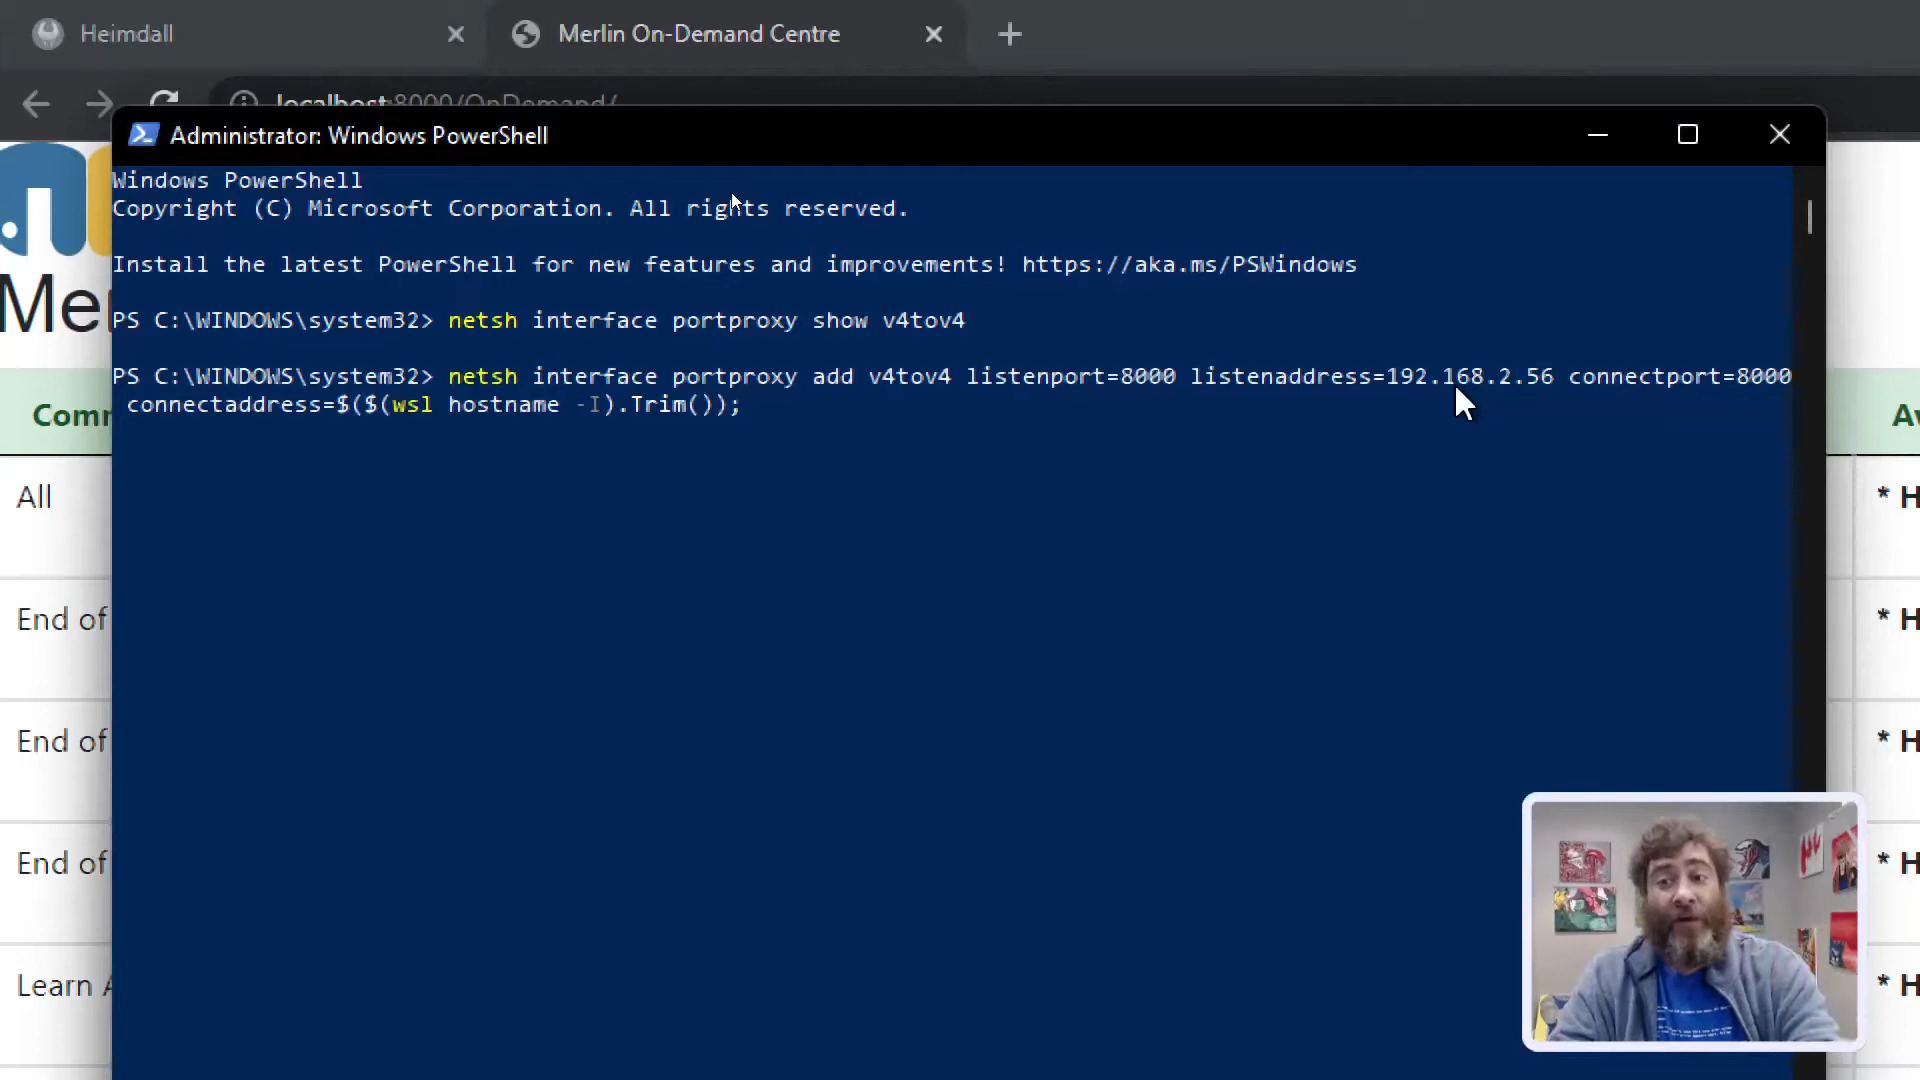 Heimdall
Merlin On-Demand Centre
localhost:8000/OnDemand/
Administrator: Windows PowerShell
Windows PowerShell
Copyright (C) Microsoft Corporation. All rights reserved.
Install the latest PowerShell for new features and improvements! https://aka.ms/PSWindows
PS C:\WINDOWS\system32> netsh interface portproxy show v4tov4
PS C:\WINDOWS\system32> netsh interface portproxy add v4tov4 listenport=8000 listenaddress=192.168.2.56 connectport=8000
connectaddress=$($(wsl hostname -I).Trim());
Mer
Com
Av
All
* H
End of
* H
End of
* H
End of
* H
Learn A
* H